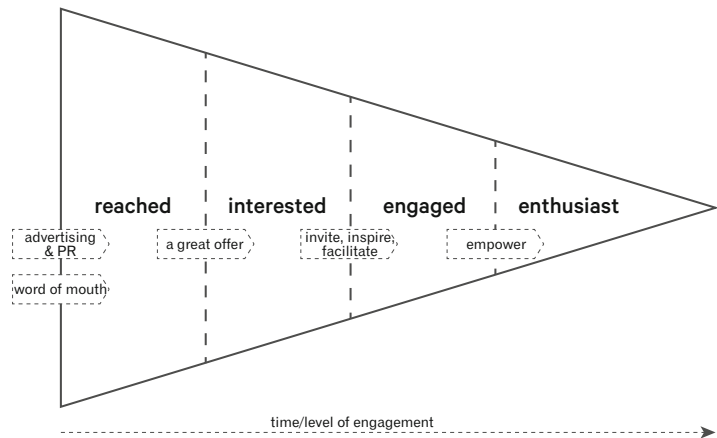 reached
interested
engaged
enthusiast
advertising
& PR
a great offer
invite, inspire,
facilitate
empower
word of mouth
time/level of engagement